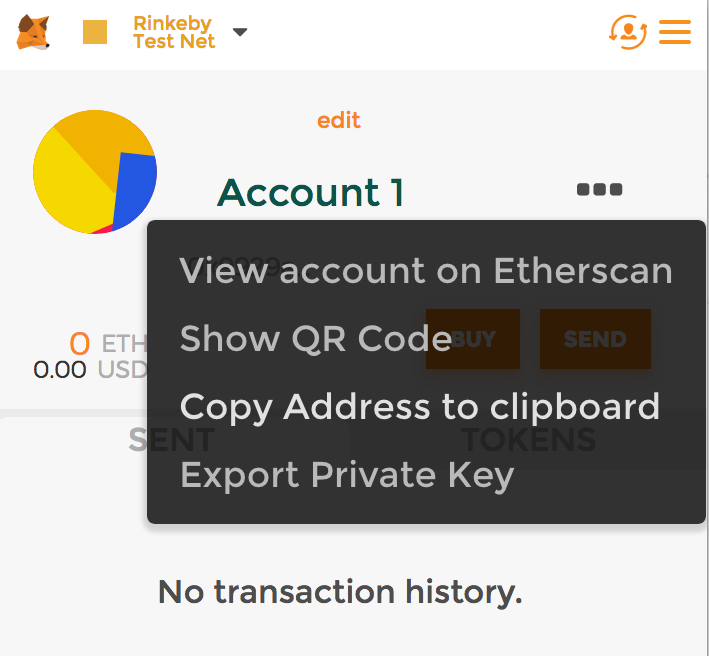 Rinkeby
Test Net
edit
Account 1
View account on Etherscan
Show QR Code
BUY
SEND
0 ETH
0.00 USD
Copy Address to clipboard
SENT
TOKENS
Export Private Key
No transaction history.